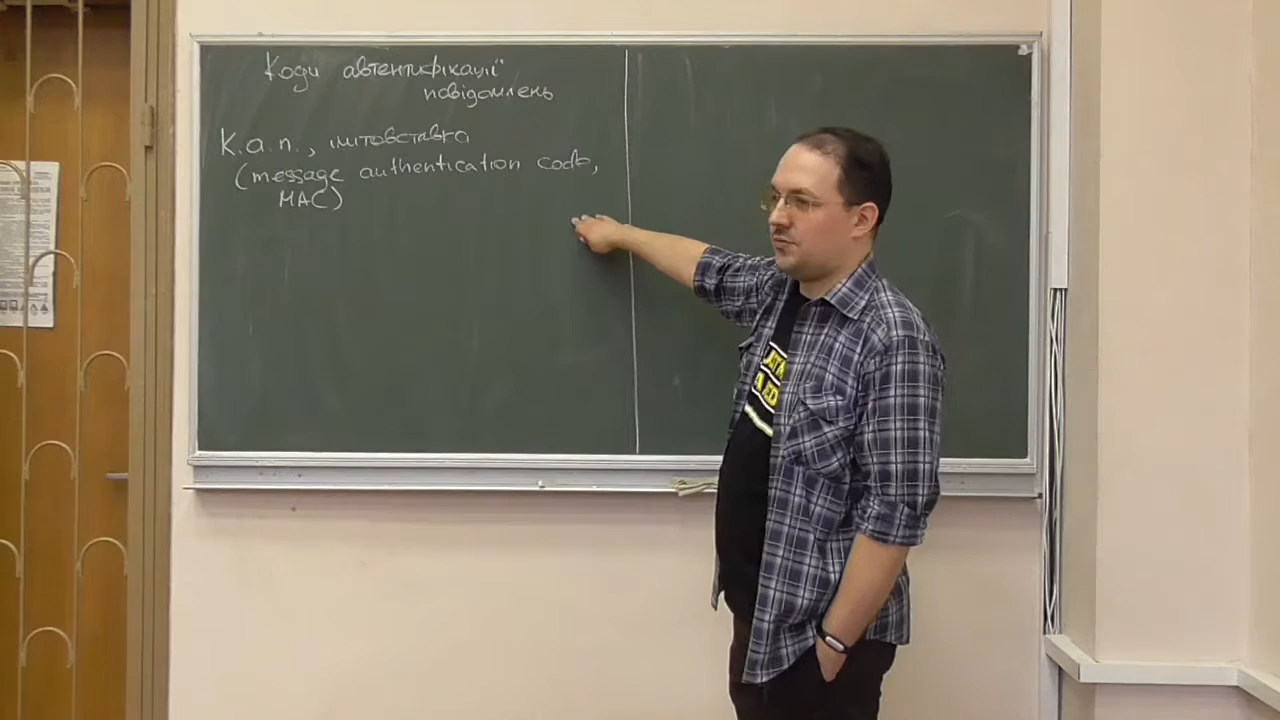 Коди автентифікації
повідомлень
К.а.п., імітовставка
(message authentication code,
MAC)